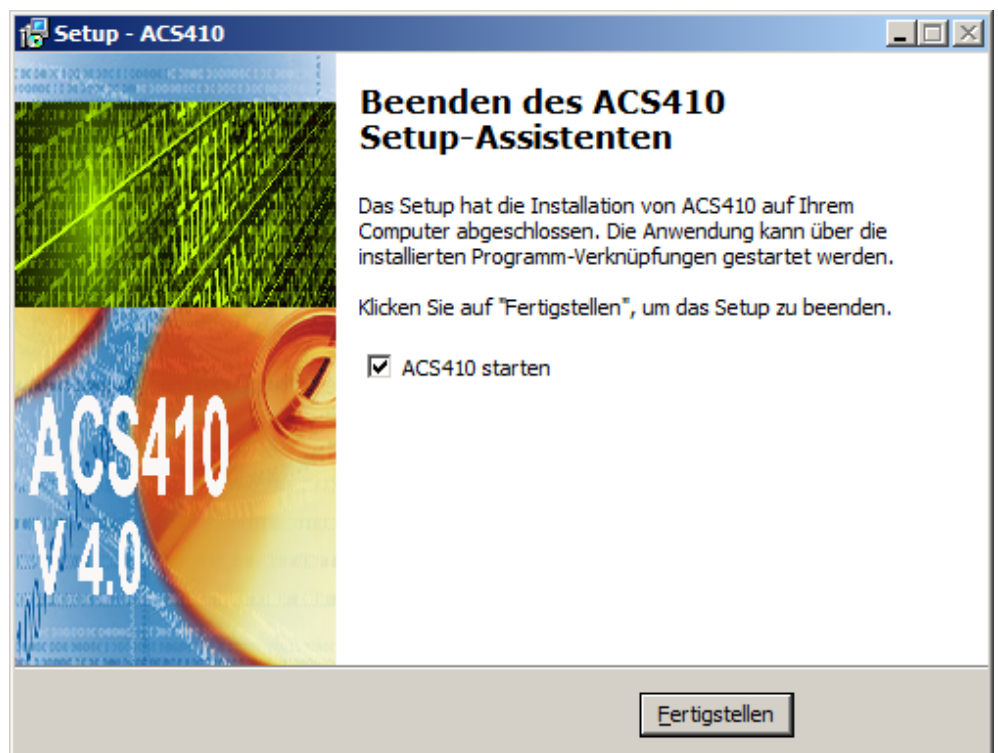 Setup - ACS410
Beenden des ACS410
Setup-Assistenten
Das Setup hat die Installation von ACS410 auf Ihrem
Computer abgeschlossen. Die Anwendung kann über die
installierten Programm-Verknüpfungen gestartet werden.
Klicken Sie auf "Fertigstellen", um das Setup zu beenden.
ACS410 starten
ACS410
V 4.0
Fertigstellen